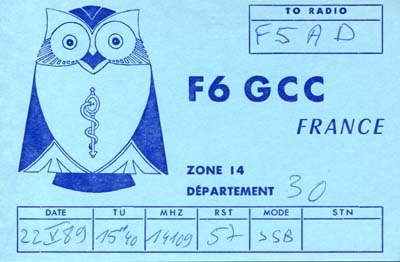 TO RADIO
F5AD
F6 GCC
FRANCE
ZONE 14
DÉPARTEMENT 30
DATE TU MHZ RST MODE STN
22 V 89 15H40 14109 57 SSB